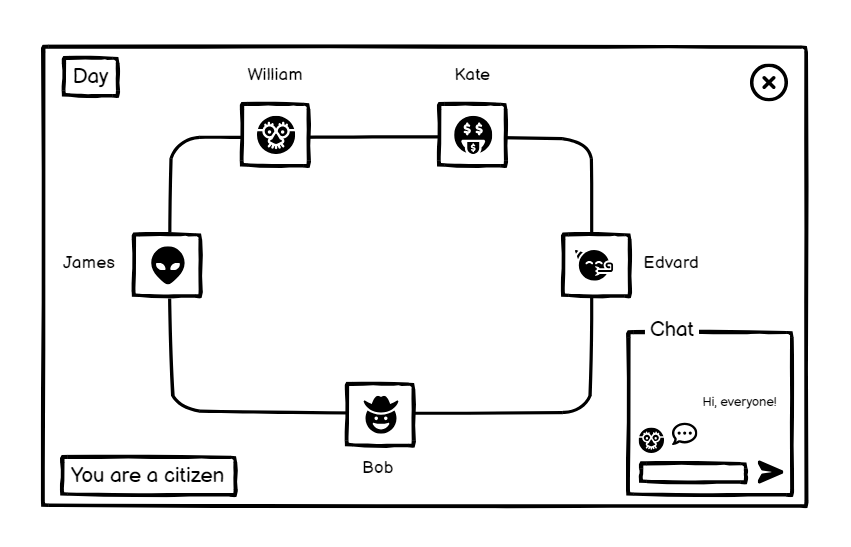 Day
William
Kate
James
Edvard
Bob
Chat
Hi, everyone!
You are a citizen